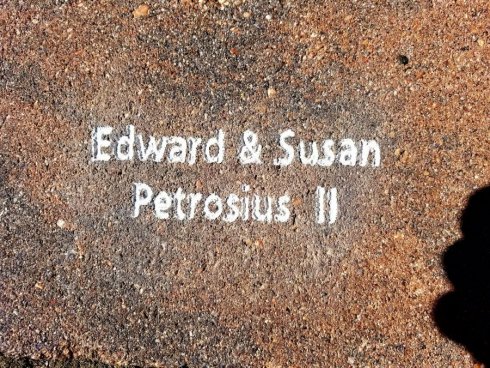 Edward & Susan
Petrosius II